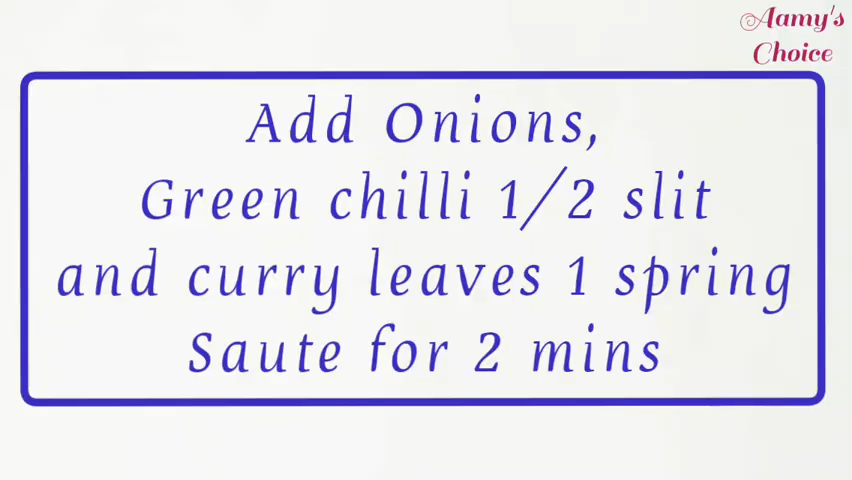 Aamy's
Choice
Add Onions,
Green chilli 1/2 slit
and curry leaves 1 spring
Saute for 2 mins